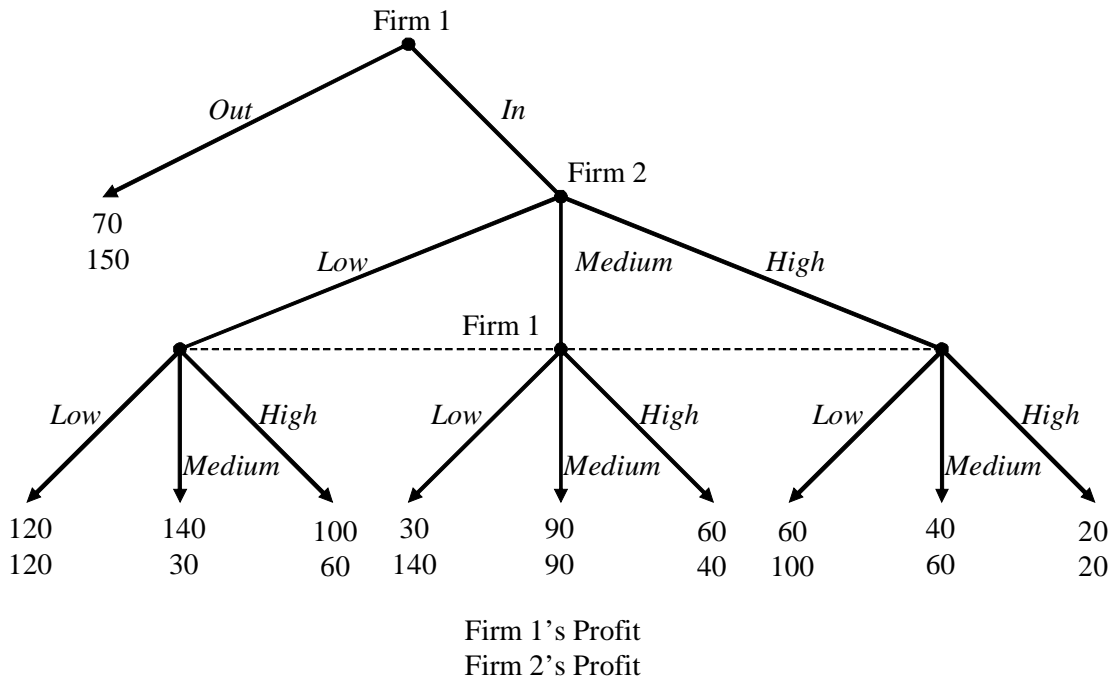 Firm 1
Out
In
Firm 2
70
150
Low
Medium
High
Firm 1
Low
High
Low
High
Low
High
Medium
Medium
Medium
120 140 100 30 90 60 60 40 20
120 30 60 140 90 40 100 60 20
Firm 1’s Profit
Firm 2’s Profit